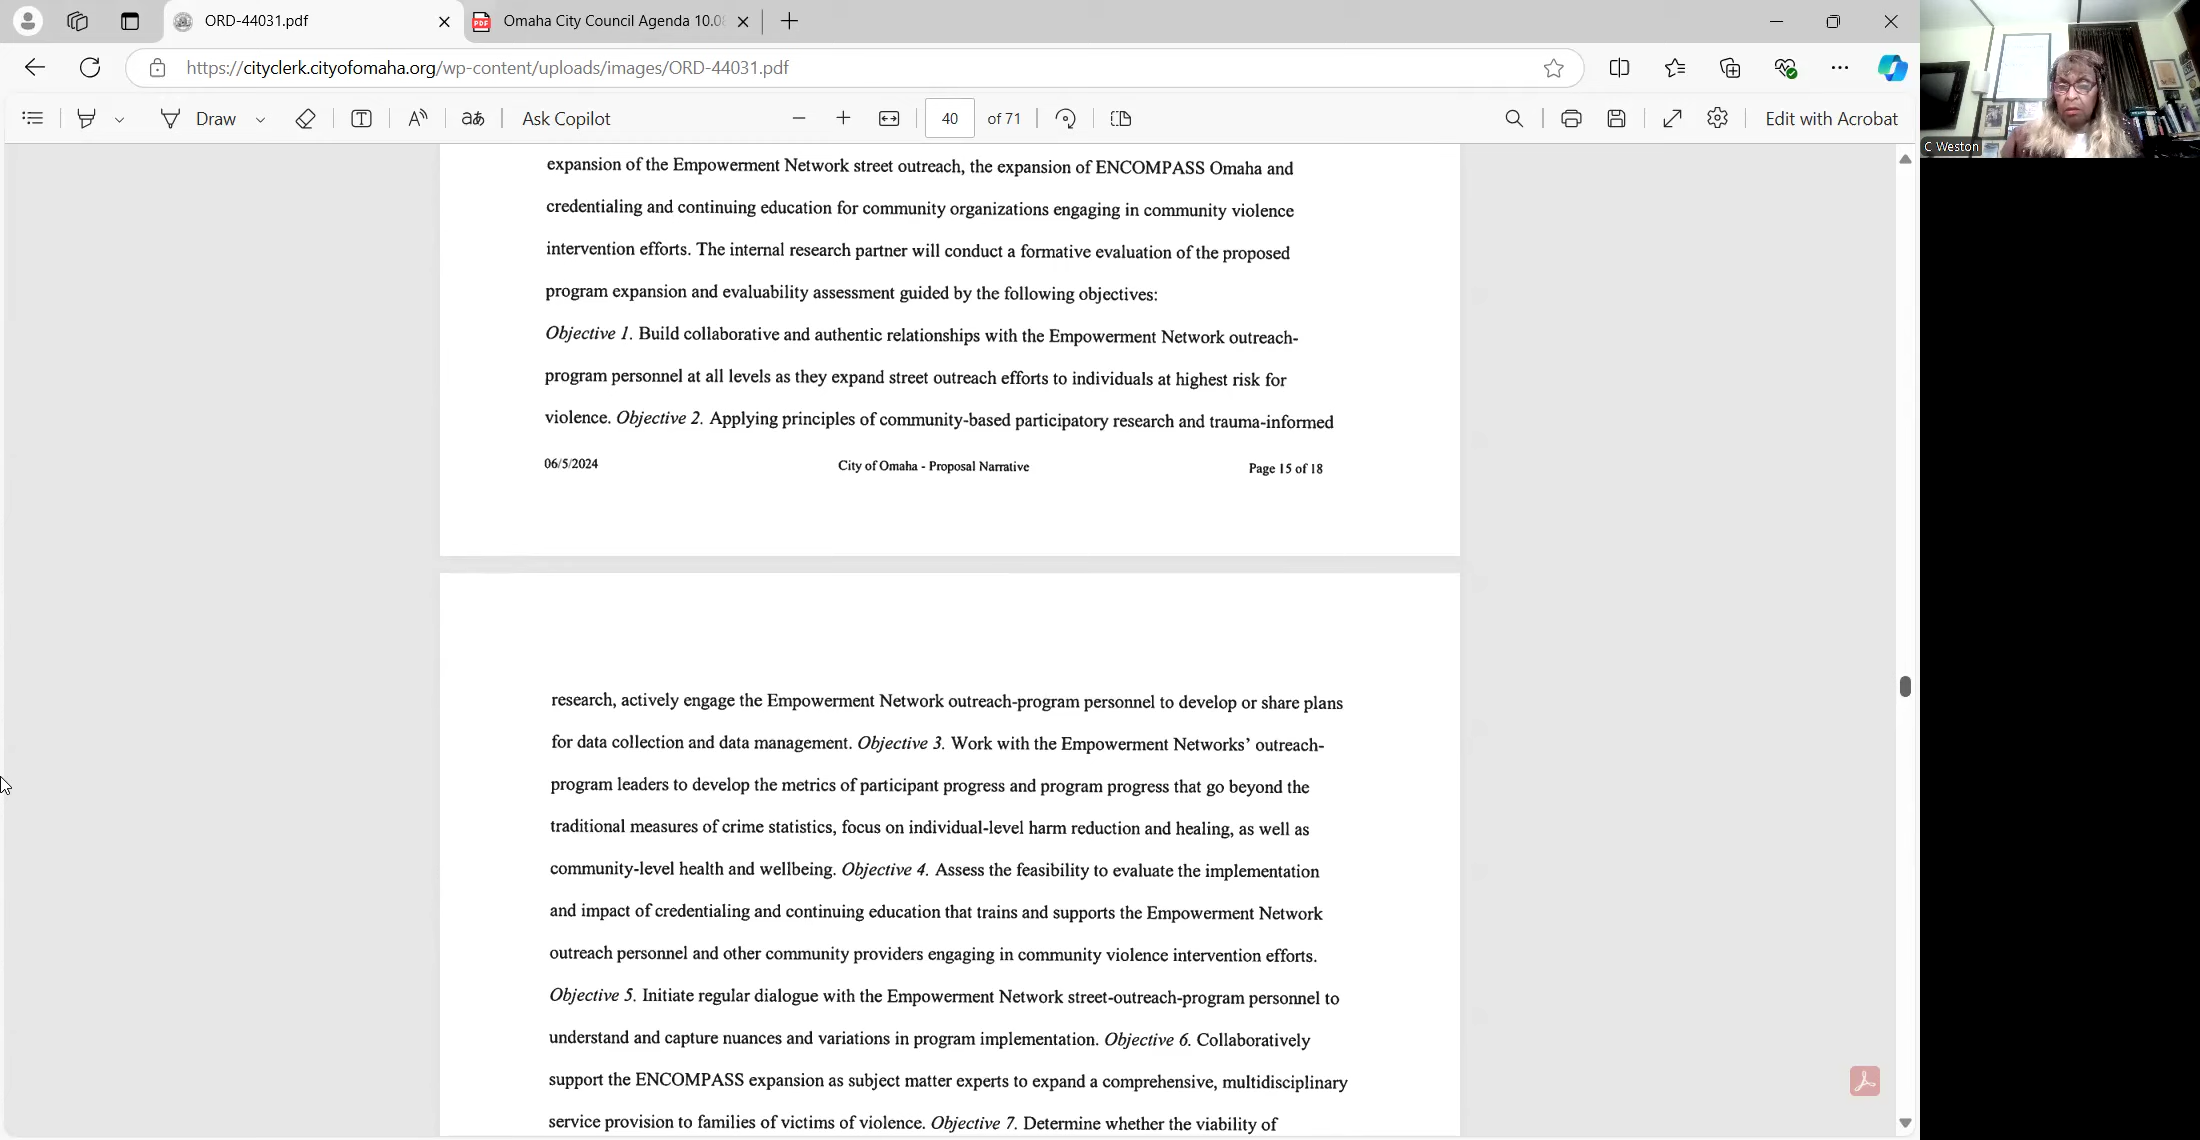 ORD-44031.pdf
Omaha City Council Agenda 10.08
https://cityclerk.cityofomaha.org/wp-content/uploads/images/ORD-44031.pdf
Draw
Ask Copilot
40 of 71
Edit with Acrobat
C Weston
expansion of the Empowerment Network street outreach, the expansion of ENCOMPASS Omaha and
credentialing and continuing education for community organizations engaging in community violence
intervention efforts. The internal research partner will conduct a formative evaluation of the proposed
program expansion and evaluability assessment guided by the following objectives:
Objective 1. Build collaborative and authentic relationships with the Empowerment Network outreach-
program personnel at all levels as they expand street outreach efforts to individuals at highest risk for
violence. Objective 2. Applying principles of community-based participatory research and trauma-informed
06/5/2024 City of Omaha - Proposal Narrative Page 15 of 18
research, actively engage the Empowerment Network outreach-program personnel to develop or share plans
for data collection and data management. Objective 3. Work with the Empowerment Networks' outreach-
program leaders to develop the metrics of participant progress and program progress that go beyond the
traditional measures of crime statistics, focus on individual-level harm reduction and healing, as well as
community-level health and wellbeing. Objective 4. Assess the feasibility to evaluate the implementation
and impact of credentialing and continuing education that trains and supports the Empowerment Network
outreach personnel and other community providers engaging in community violence intervention efforts.
Objective 5. Initiate regular dialogue with the Empowerment Network street-outreach-program personnel to
understand and capture nuances and variations in program implementation. Objective 6. Collaboratively
support the ENCOMPASS expansion as subject matter experts to expand a comprehensive, multidisciplinary
service provision to families of victims of violence. Objective 7. Determine whether the viability of